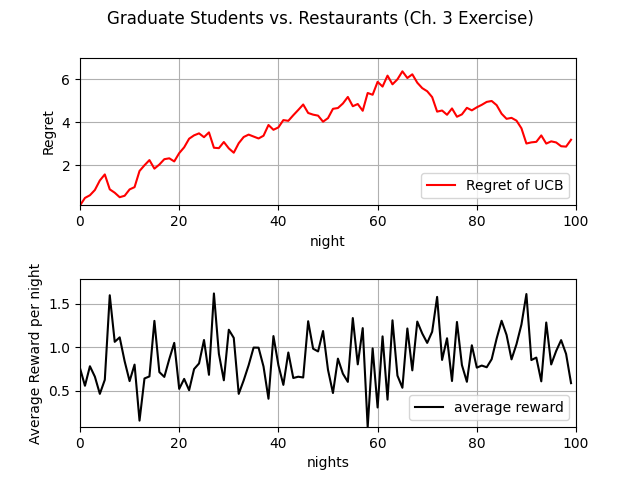 Graduate Students vs. Restaurants (Ch. 3 Exercise)
Regret
6
4
2
Regret of UCB
0 20 40 60 80 100
night
Average Reward per night
1.5
1.0
0.5
average reward
0 20 40 60 80 100
nights